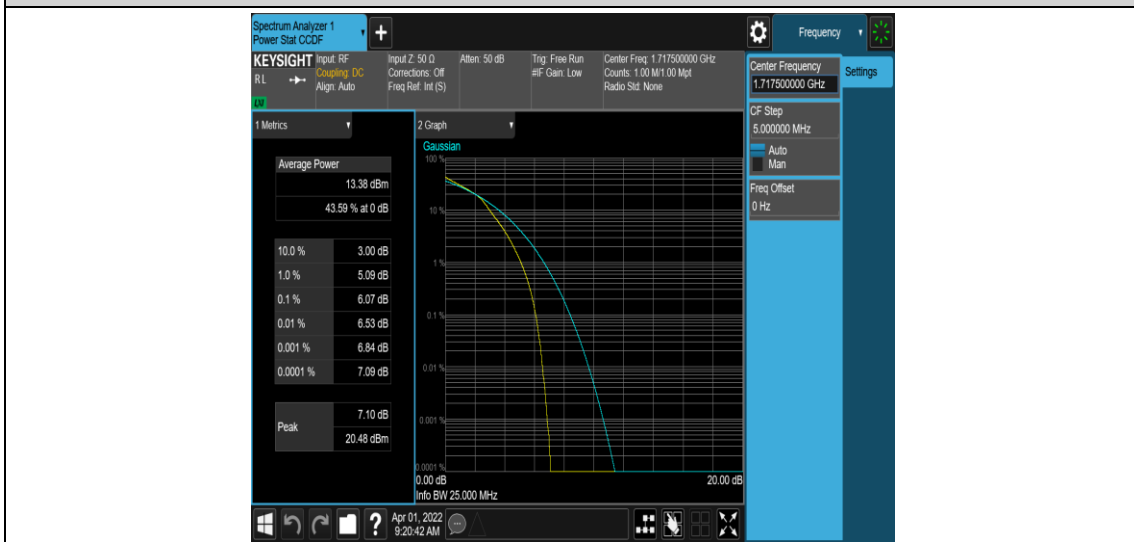 Spectrum Analyzer 1
Power Stat CCDF
+
Frequency
KEYSIGHT
RL
LXI
Input: RF
Coupling: DC
Align: Auto
Input Z: 50 Ω
Corrections: Off
Freq Ref: Int (S)
Atten: 50 dB
Trig: Free Run
#IF Gain: Low
Center Freq: 1.717500000 GHz
Counts: 1.00 M/1.00 Mpt
Radio Std: None
Center Frequency
1.717500000 GHz
Settings
CF Step
5.000000 MHz
Auto
Man
Freq Offset
0 Hz
1 Metrics
Average Power
13.38 dBm
43.59 % at 0 dB
10.0 % 3.00 dB
1.0 % 5.09 dB
0.1 % 6.07 dB
0.01 % 6.53 dB
0.001 % 6.84 dB
0.0001 % 7.09 dB
Peak
7.10 dB
20.48 dBm
2 Graph
Gaussian
100 %
10 %
1 %
0.1 %
0.01 %
0.001 %
0.0001 %
0.00 dB 20.00 dB
Info BW 25.000 MHz
?
Apr 01, 2022
9:20:42 AM